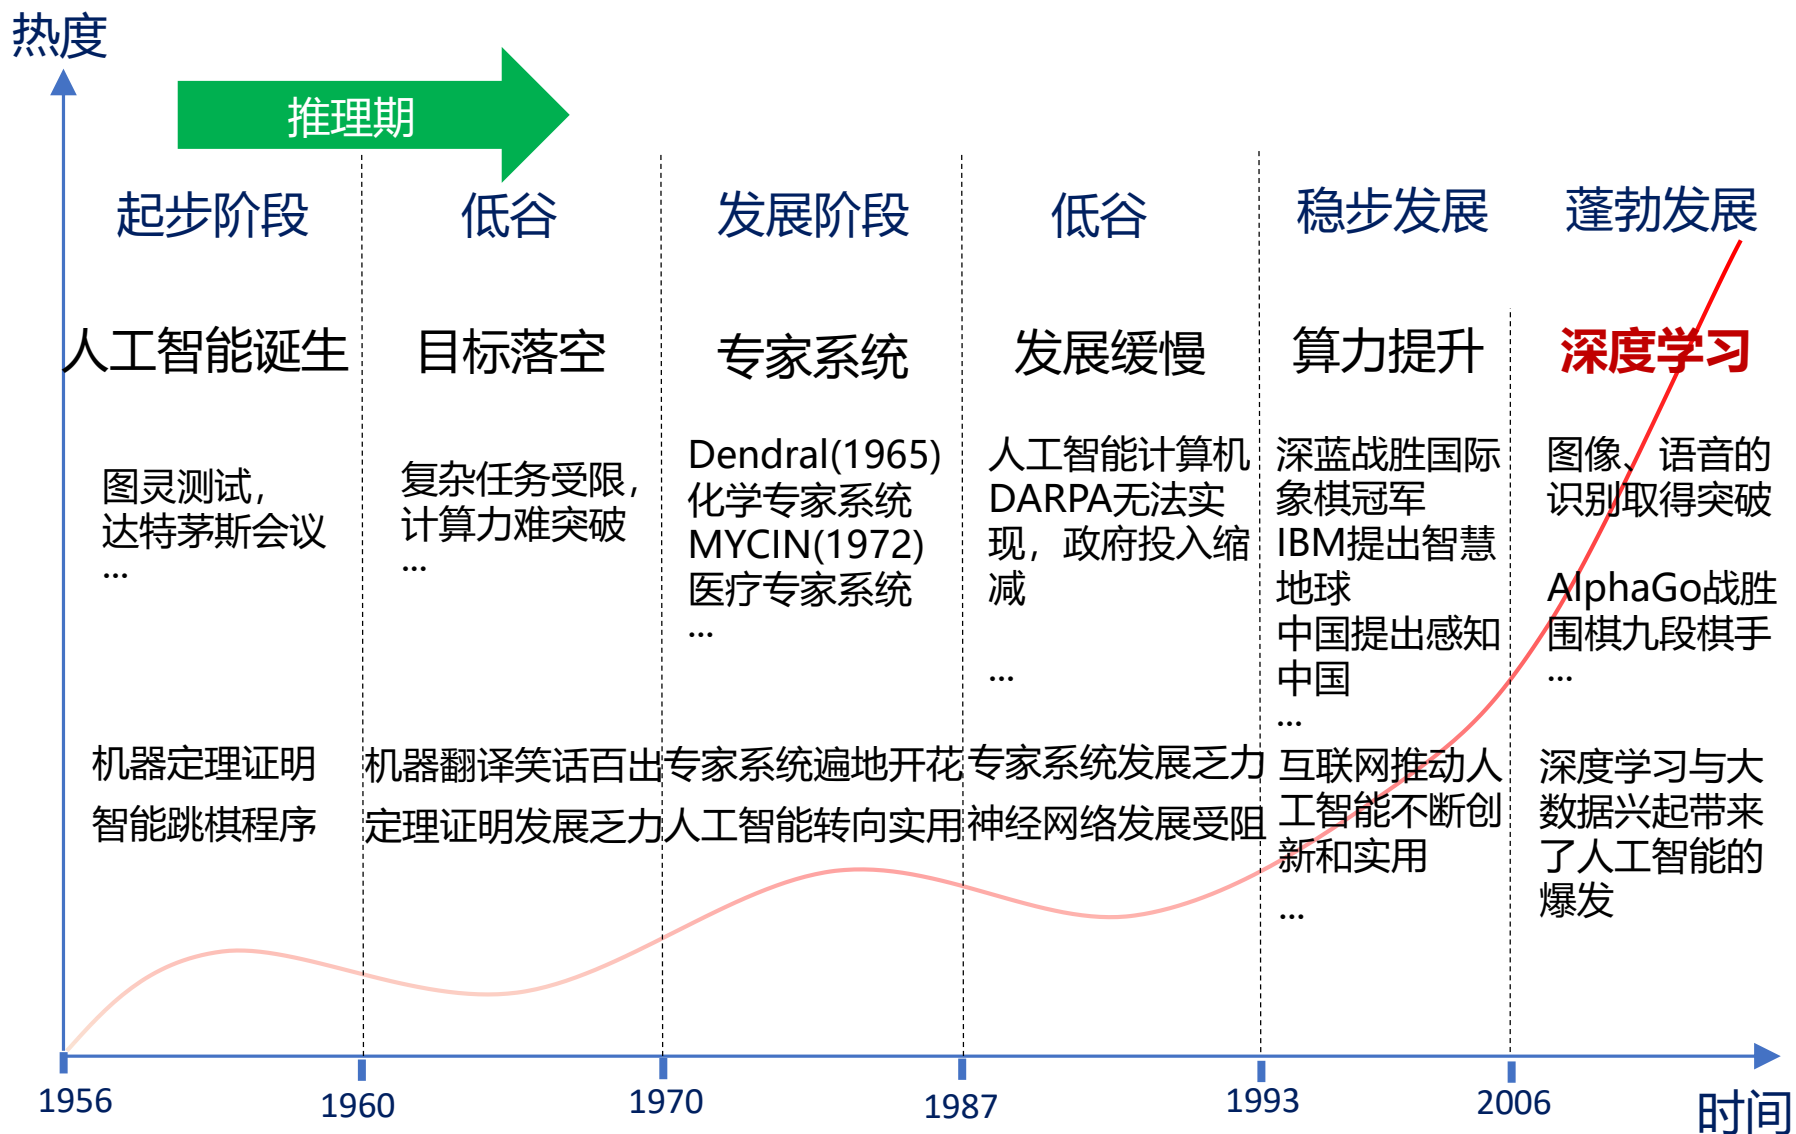 热度
推理期
起步阶段
低谷
发展阶段
低谷
稳步发展
蓬勃发展
人工智能诞生
目标落空
专家系统
发展缓慢
算力提升
深度学习
图灵测试，
达特茅斯会议
...
复杂任务受限，
计算力难突破
...
Dendral(1965)
化学专家系统
MYCIN(1972)
医疗专家系统
...
人工智能计算机
DARPA无法实
现，政府投入缩
减
...
深蓝战胜国际
象棋冠军
IBM提出智慧
地球
中国提出感知
中国
...
图像、语音的
识别取得突破
AlphaGo战胜
围棋九段棋手
...
机器定理证明
智能跳棋程序
机器翻译笑话百出
定理证明发展乏力
专家系统遍地开花
人工智能转向实用
专家系统发展乏力
神经网络发展受阻
互联网推动人
工智能不断创
新和实用
...
深度学习与大
数据兴起带来
了人工智能的
爆发
1956
1960
1970
1987
1993
2006
时间